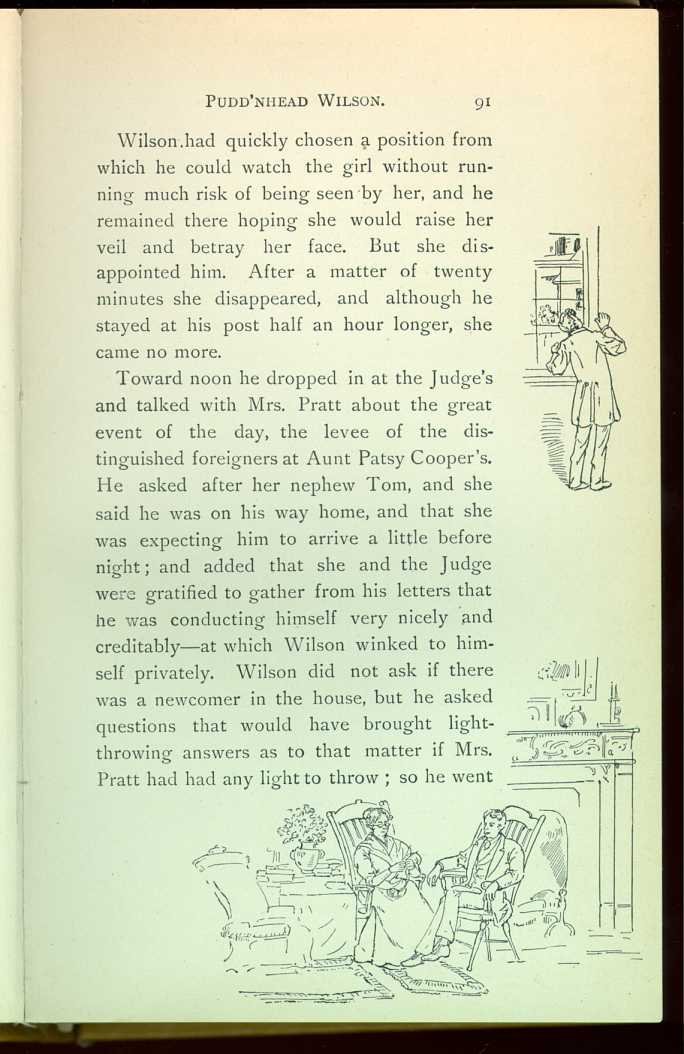 PUDD'NHEAD WILSON. 91
Wilson had quickly chosen a position from
which he could watch the girl without run-
ning much risk of being seen by her, and he
remained there hoping she would raise her
veil and betray her face. But she dis-
appointed him. After a matter of twenty
minutes she disappeared, and although he
stayed at his post half an hour longer, she
came no more.
Toward noon he dropped in at the Judge's
and talked with Mrs. Pratt about the great
event of the day, the levee of the dis-
tinguished foreigners at Aunt Patsy Cooper's.
He asked after her nephew Tom, and she
said he was on his way home, and that she
was expecting him to arrive a little before
night; and added that she and the Judge
were gratified to gather from his letters that
he was conducting himself very nicely and
creditably—at which Wilson winked to him-
self privately. Wilson did not ask if there
was a newcomer in the house, but he asked
questions that would have brought light-
throwing answers as to that matter if Mrs.
Pratt had had any light to throw; so he went